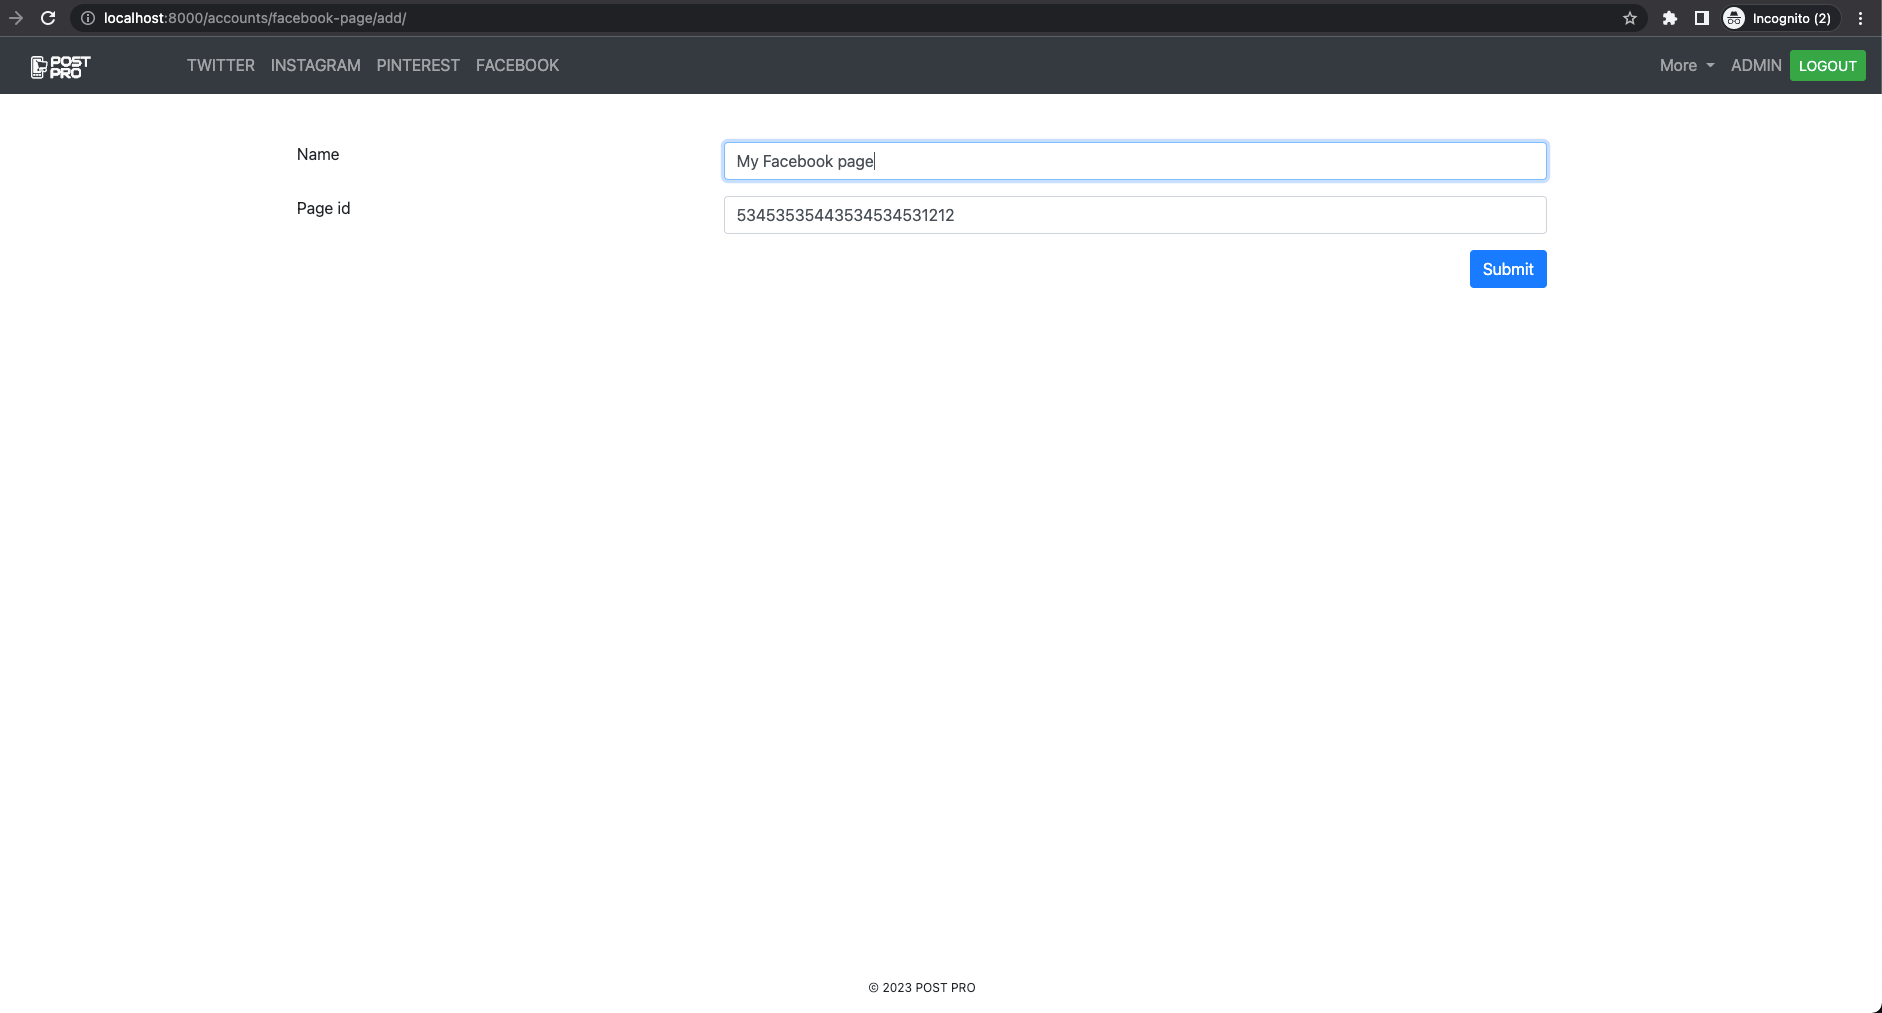 localhost:8000/accounts/facebook-page/add/
Incognito (2)
POST
PRO
TWITTER INSTAGRAM PINTEREST FACEBOOK
More ADMIN LOGOUT
Name
My Facebook page
Page id
53453535443534534531212
Submit
© 2023 POST PRO